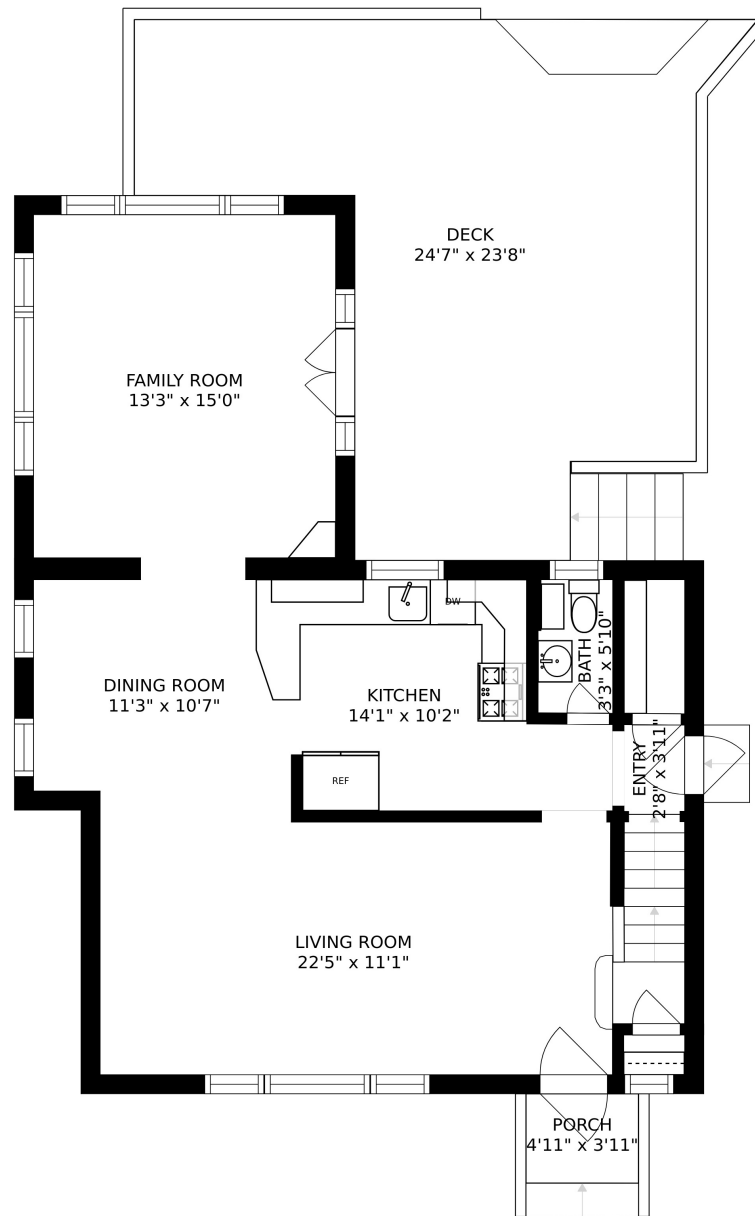 DECK
24'7" x 23'8"
FAMILY ROOM
13'3" x 15'0"
DW
BATH
3'3" x 5'10"
DINING ROOM
11'3" x 10'7"
KITCHEN
14'1" x 10'2"
ENTRY
2'8" x 3'11"
REF
LIVING ROOM
22'5" x 11'1"
PORCH
4'11" x 3'11"